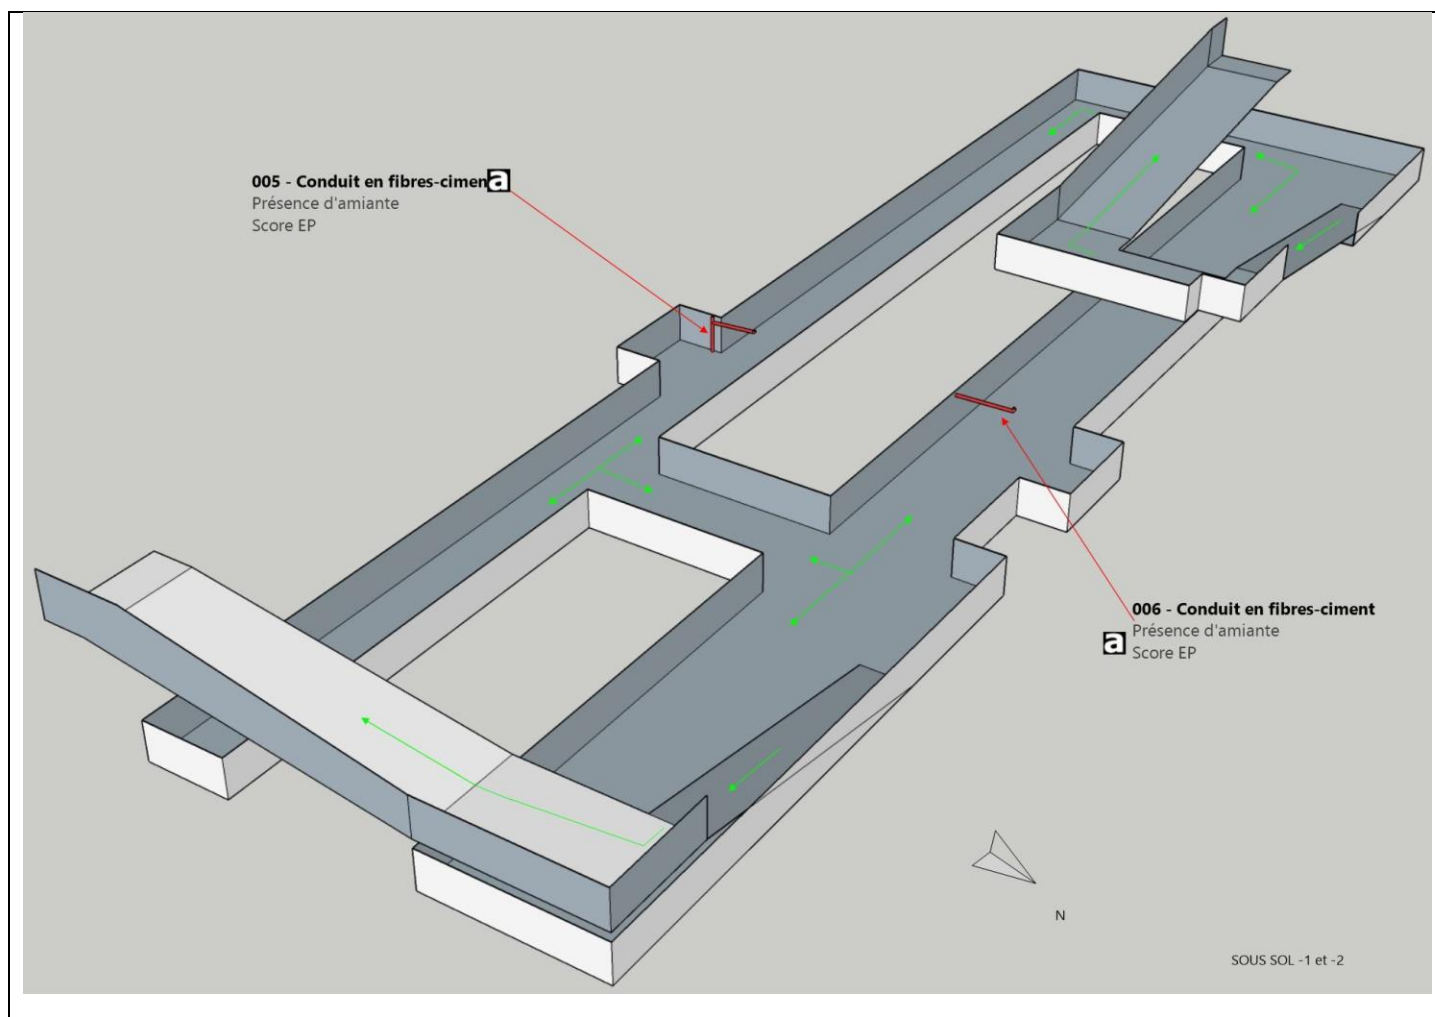 005 - Conduit en fibres-cimen a
Présence d'amiante
Score EP
006 - Conduit en fibres-ciment
a Présence d'amiante
Score EP
N
SOUS SOL -1 et -2